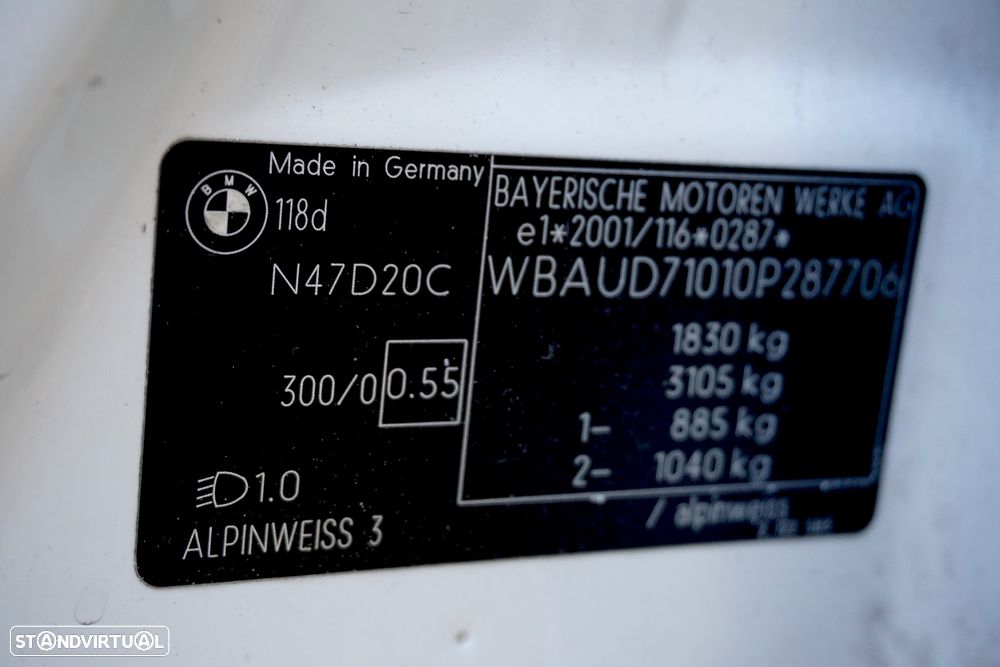 Made in Germany
BMW
118d
N47D20C
300/0 0.55
1.0
ALPINWEISS 3
BAYERISCHE MOTOREN WERKE AG
e1*2001/116*0287*
WBAUD71010P287706
1830 kg
3105 kg
1- 885 kg
2- 1040 kg
/ alpinweiss
STANDVIRTUAL